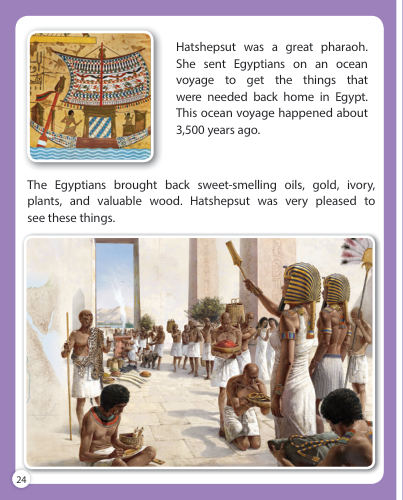 Hatshepsut was a great pharaoh.
She sent Egyptians on an ocean
voyage to get the things that
were needed back home in Egypt.
This ocean voyage happened about
3,500 years ago.
The Egyptians brought back sweet-smelling oils, gold, ivory,
plants, and valuable wood. Hatshepsut was very pleased to
see these things.
24